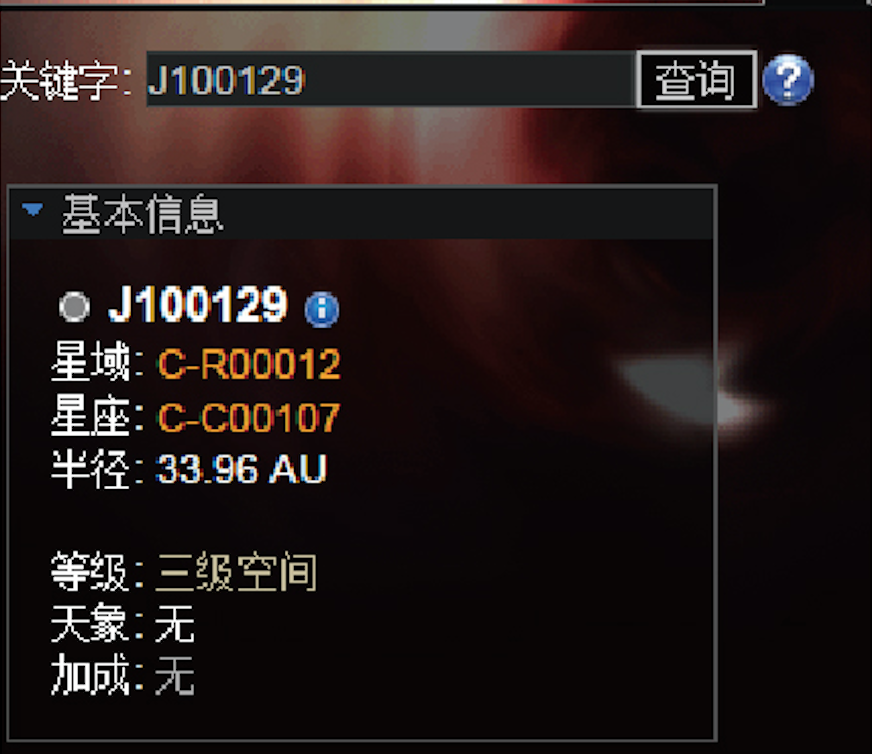 关键字: J100129 查询
基本信息
J100129
星域: C-R00012
星座: C-C00107
半径: 33.96 AU
等级: 三级空间
天象: 无
加成: 无